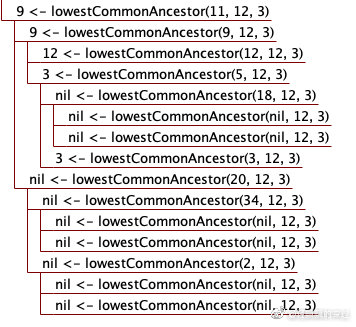 9 <- lowestCommonAncestor(11, 12, 3)
9 <- lowestCommonAncestor(9, 12, 3)
12 <- lowestCommonAncestor(12, 12, 3)
3 <- lowestCommonAncestor(5, 12, 3)
nil <- lowestCommonAncestor(18, 12, 3)
nil <- lowestCommonAncestor(nil, 12, 3)
nil <- lowestCommonAncestor(nil, 12, 3)
3 <- lowestCommonAncestor(3, 12, 3)
nil <- lowestCommonAncestor(20, 12, 3)
nil <- lowestCommonAncestor(34, 12, 3)
nil <- lowestCommonAncestor(nil, 12, 3)
nil <- lowestCommonAncestor(nil, 12, 3)
nil <- lowestCommonAncestor(2, 12, 3)
nil <- lowestCommonAncestor(nil, 12, 3)
nil <- lowestCommonAncestor(nil, 12, 3)